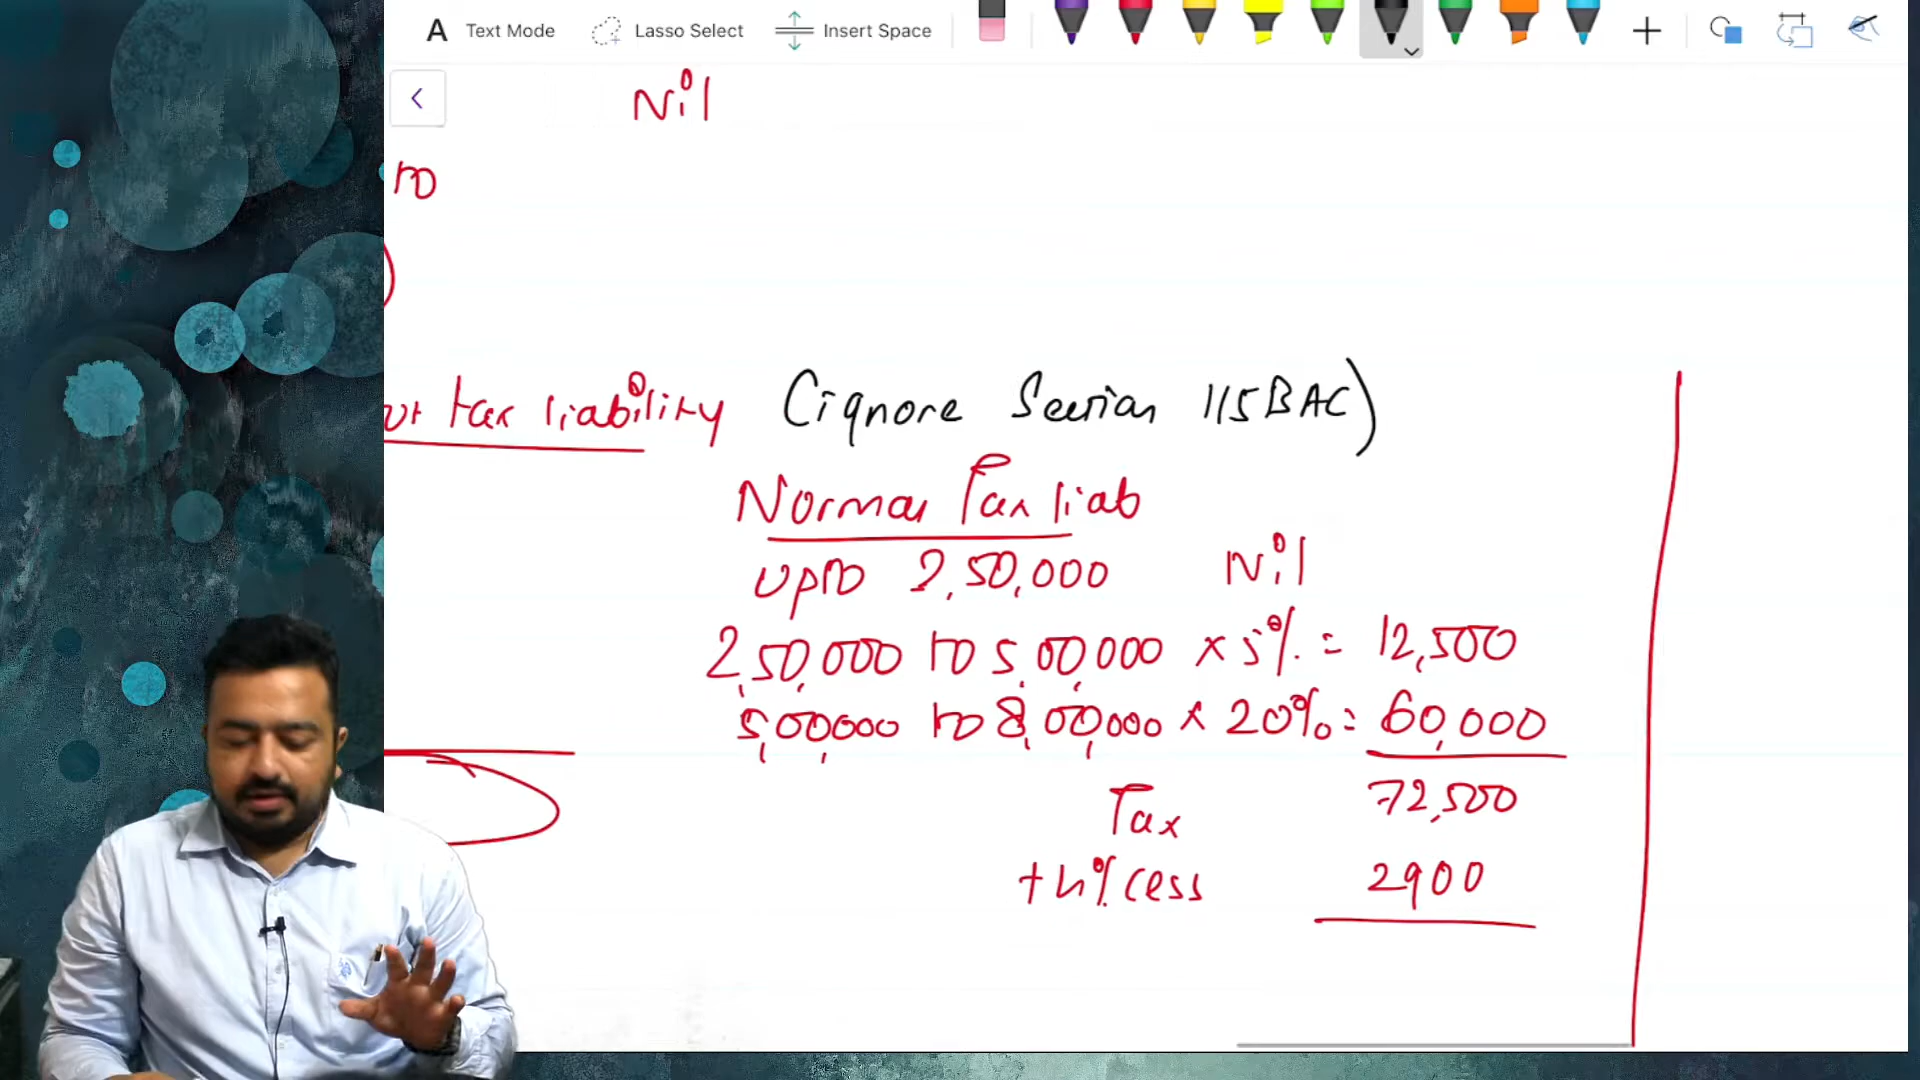 A Text Mode Lasso Select Insert Space
Nil
to
tax liability (ignore Section 115BAC)
Normal Tax liab
upto 2,50,000 Nil
2,50,000 to 5,00,000 x 5% = 12,500
5,00,000 to 8,00,000 x 20% = 60,000
72,500
Tax
+4% cess 2900